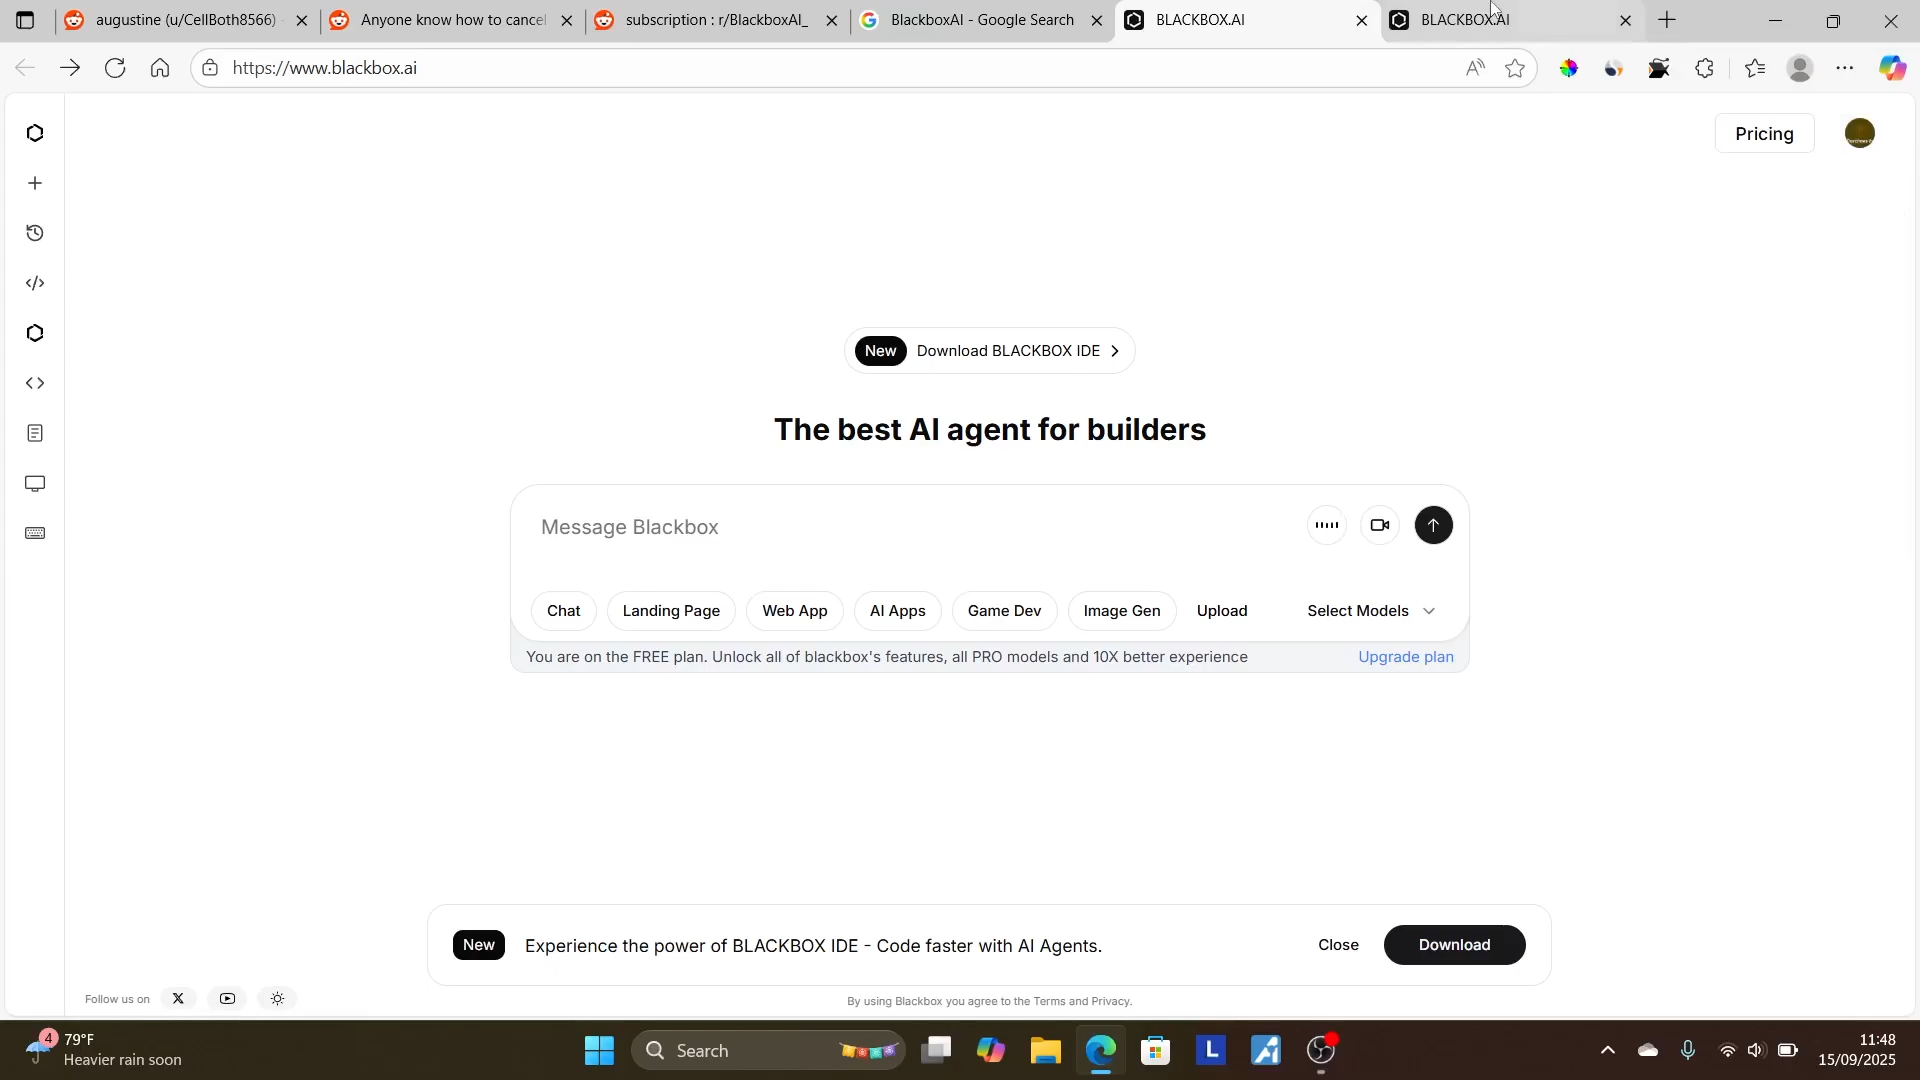 augustine (u/CellBoth8566)
Anyone know how to cancel
subscription : r/BlackboxAI_
BlackboxAI - Google Search
BLACKBOX.AI
BLACKBOX.AI
https://www.blackbox.ai
Pricing
New
Download BLACKBOX IDE
The best AI agent for builders
Message Blackbox
Chat
Landing Page
Web App
AI Apps
Game Dev
Image Gen
Upload
Select Models
You are on the FREE plan. Unlock all of blackbox's features, all PRO models and 10X better experience
Upgrade plan
New
Experience the power of BLACKBOX IDE - Code faster with AI Agents.
Close
Download
Follow us on
By using Blackbox you agree to the Terms and Privacy.
4
79°F
Heavier rain soon
Search
L
11:48
15/09/2025